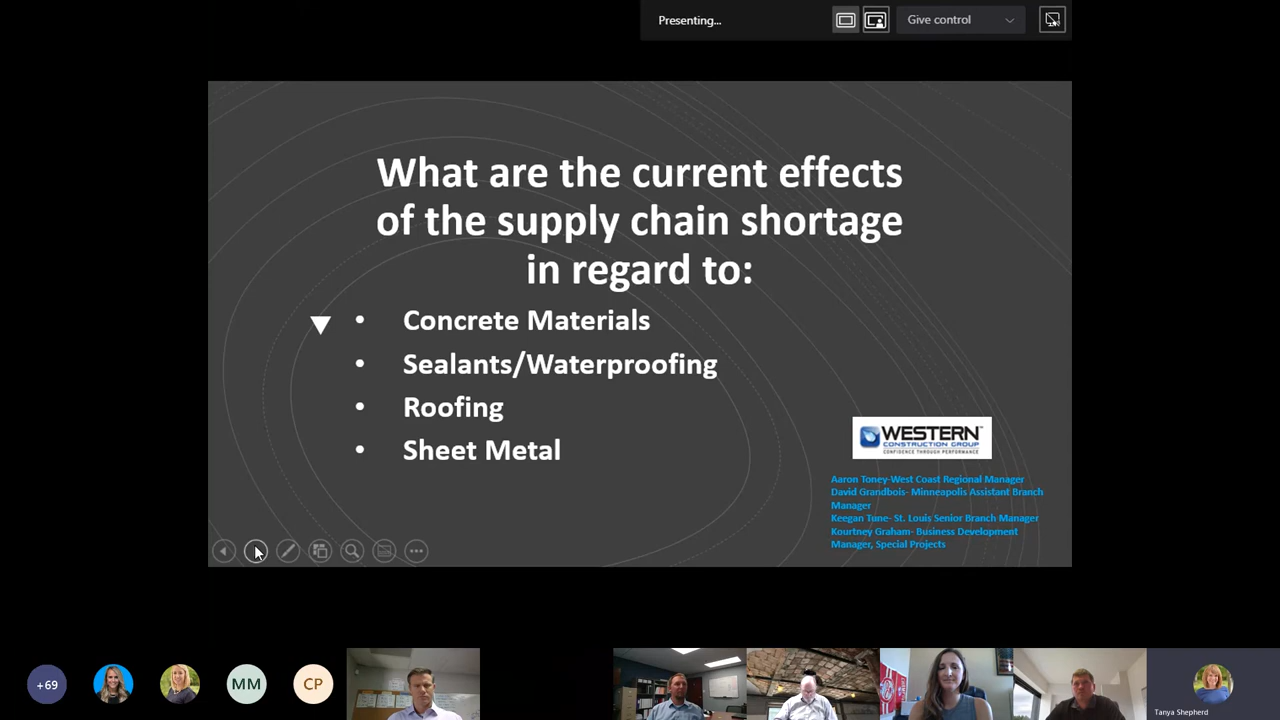 Presenting...
Give control
What are the current effects
of the supply chain shortage
in regard to:
• Concrete Materials
• Sealants/Waterproofing
• Roofing
• Sheet Metal
WESTERN™
CONSTRUCTION GROUP
CONFIDENCE THROUGH PERFORMANCE
Aaron Toney-West Coast Regional Manager
David Grandbois- Minneapolis Assistant Branch
Manager
Keegan Tune- St. Louis Senior Branch Manager
Kourtney Graham- Business Development
Manager, Special Projects
+69
MM
CP
Tanya Shepherd